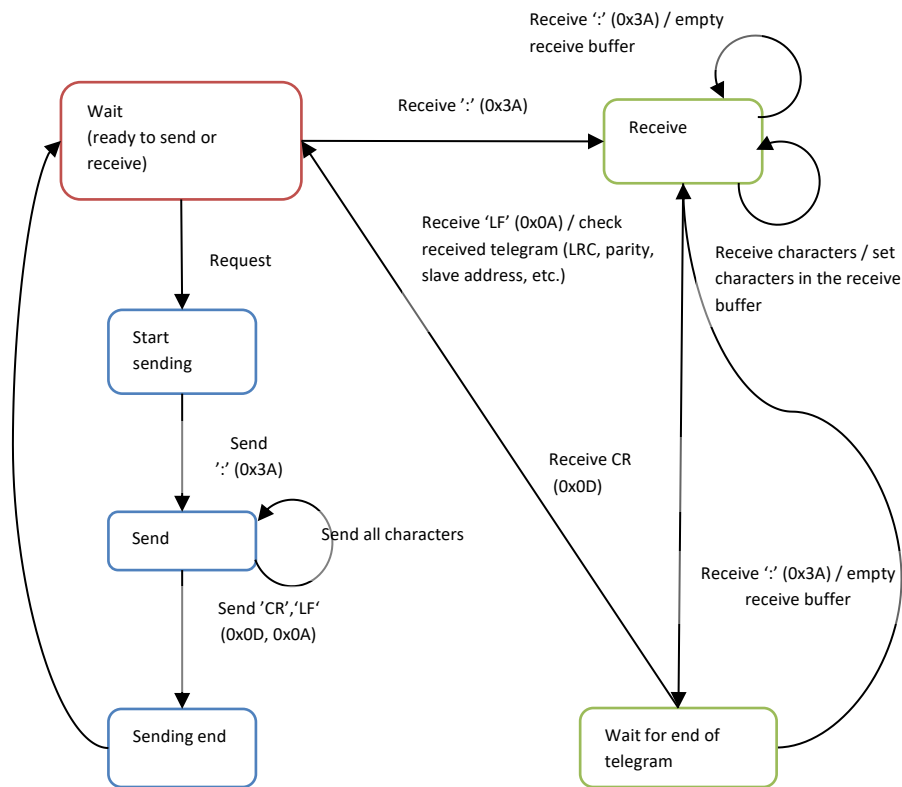 Receive ‘:’ (0x3A) / empty
receive buffer
Wait
(ready to send or
receive)
Receive ’:’ (0x3A)
Receive
Receive ‘LF’ (0x0A) / check
received telegram (LRC, parity,
slave address, etc.)
Receive characters / set
characters in the receive
buffer
Request
Start
sending
Send
’:’ (0x3A)
Receive CR
(0x0D)
Send
Send all characters
Send ’CR’,‘LF‘
(0x0D, 0x0A)
Receive ‘:’ (0x3A) / empty
receive buffer
Sending end
Wait for end of
telegram